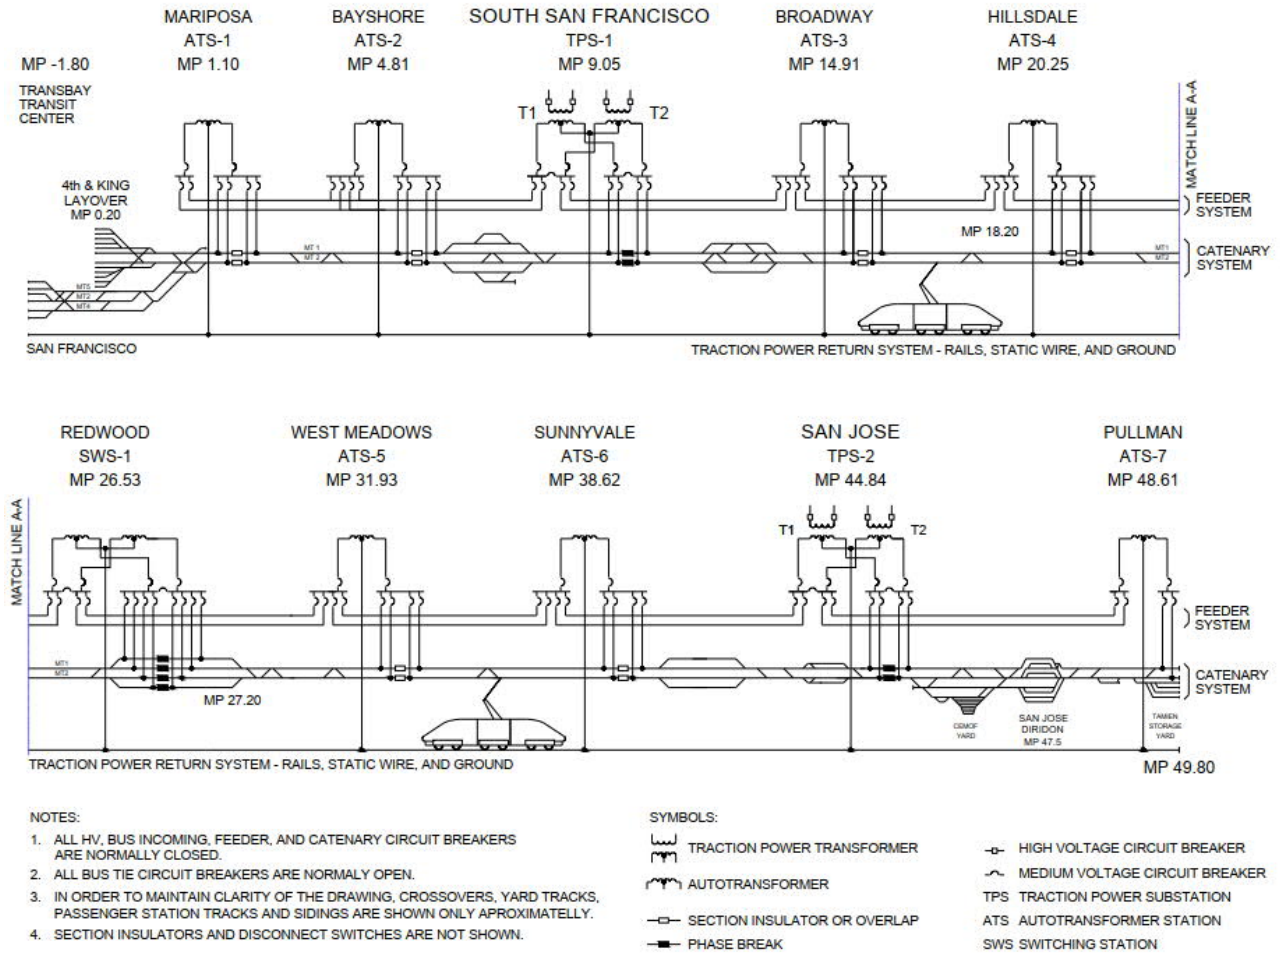 MARIPOSA
ATS-1
MP 1.10
BAYSHORE
ATS-2
MP 4.81
SOUTH SAN FRANCISCO
TPS-1
MP 9.05
BROADWAY
ATS-3
MP 14.91
HILLSDALE
ATS-4
MP 20.25
MP -1.80
TRANSBAY
TRANSIT
CENTER
T1
T2
MATCH LINE A-A
4th & KING
LAYOVER
MP 0.20
FEEDER
SYSTEM
MP 18.20
MT 1
MT 2
MT1
MT2
CATENARY
SYSTEM
MT5
MT2
MT4
SAN FRANCISCO
TRACTION POWER RETURN SYSTEM - RAILS, STATIC WIRE, AND GROUND
REDWOOD
SWS-1
MP 26.53
WEST MEADOWS
ATS-5
MP 31.93
SUNNYVALE
ATS-6
MP 38.62
SAN JOSE
TPS-2
MP 44.84
PULLMAN
ATS-7
MP 48.61
MATCH LINE A-A
T1
T2
FEEDER
SYSTEM
MT1
MT2
CATENARY
SYSTEM
MP 27.20
CEMOF
YARD
SAN JOSE
DIRIDON
MP 47.5
TAMIEN
STORAGE
YARD
TRACTION POWER RETURN SYSTEM - RAILS, STATIC WIRE, AND GROUND
MP 49.80
NOTES:
1. ALL HV, BUS INCOMING, FEEDER, AND CATENARY CIRCUIT BREAKERS
ARE NORMALLY CLOSED.
2. ALL BUS TIE CIRCUIT BREAKERS ARE NORMALY OPEN.
3. IN ORDER TO MAINTAIN CLARITY OF THE DRAWING, CROSSOVERS, YARD TRACKS,
PASSENGER STATION TRACKS AND SIDINGS ARE SHOWN ONLY APROXIMATELLY.
4. SECTION INSULATORS AND DISCONNECT SWITCHES ARE NOT SHOWN.
SYMBOLS:
TRACTION POWER TRANSFORMER
AUTOTRANSFORMER
SECTION INSULATOR OR OVERLAP
PHASE BREAK
HIGH VOLTAGE CIRCUIT BREAKER
MEDIUM VOLTAGE CIRCUIT BREAKER
TPS TRACTION POWER SUBSTATION
ATS AUTOTRANSFORMER STATION
SWS SWITCHING STATION